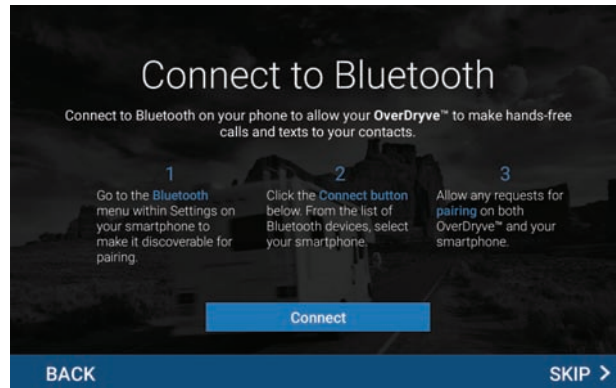 Connect to Bluetooth
Connect to Bluetooth on your phone to allow your OverDryve™ to make hands-free
calls and texts to your contacts.
1
Go to the Bluetooth
menu within Settings on
your smartphone to
make it discoverable for
pairing.
2
Click the Connect button
below. From the list of
Bluetooth devices, select
your smartphone.
3
Allow any requests for
pairing on both
OverDryve™ and your
smartphone.
Connect
BACK
SKIP >